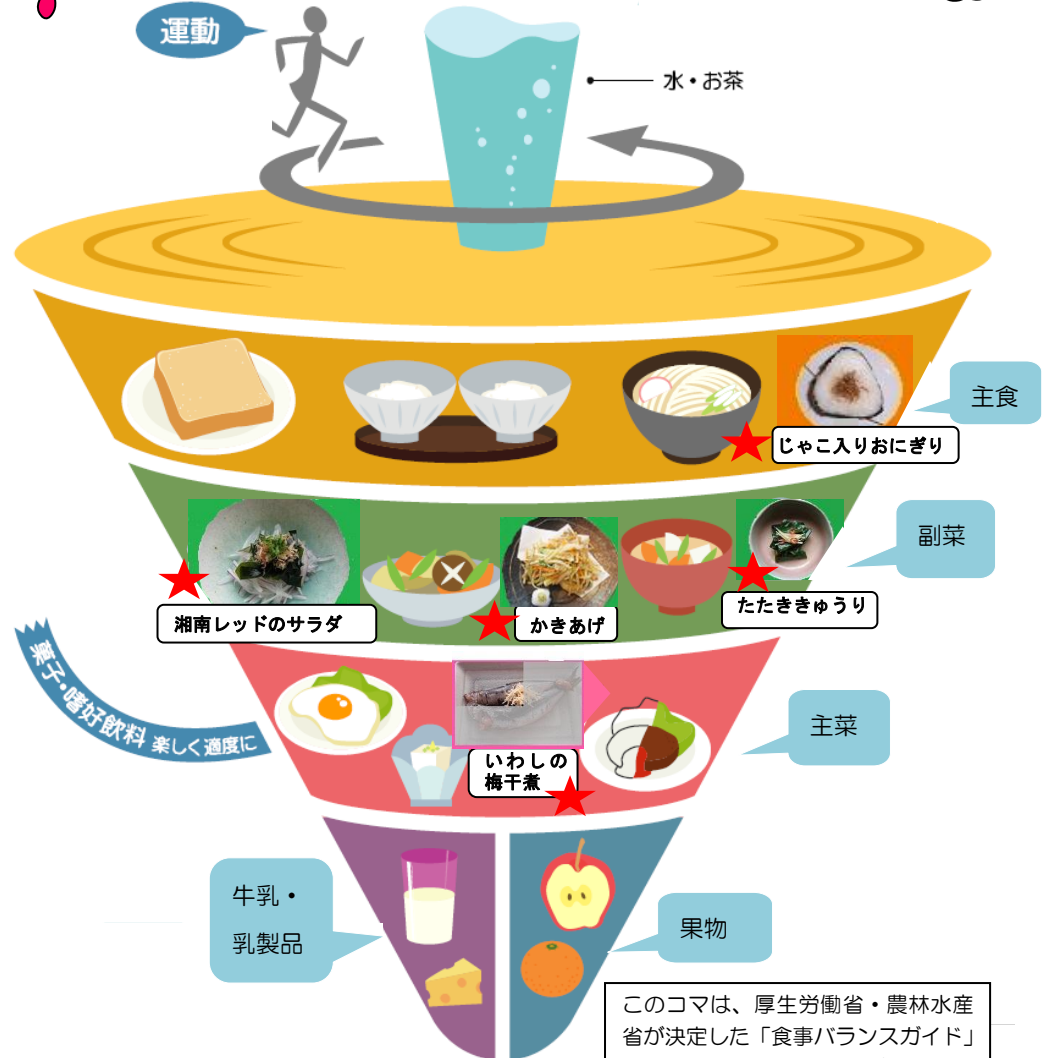 運動
水・お茶
主食
じゃこ入りおにぎり
副菜
湘南レッドのサラダ
かきあげ
たたききゅうり
菓子・嗜好飲料 楽しく適度に
主菜
いわしの
梅干煮
牛乳・
乳製品
果物
このコマは、厚生労働省・農林水産
省が決定した「食事バランスガイド」